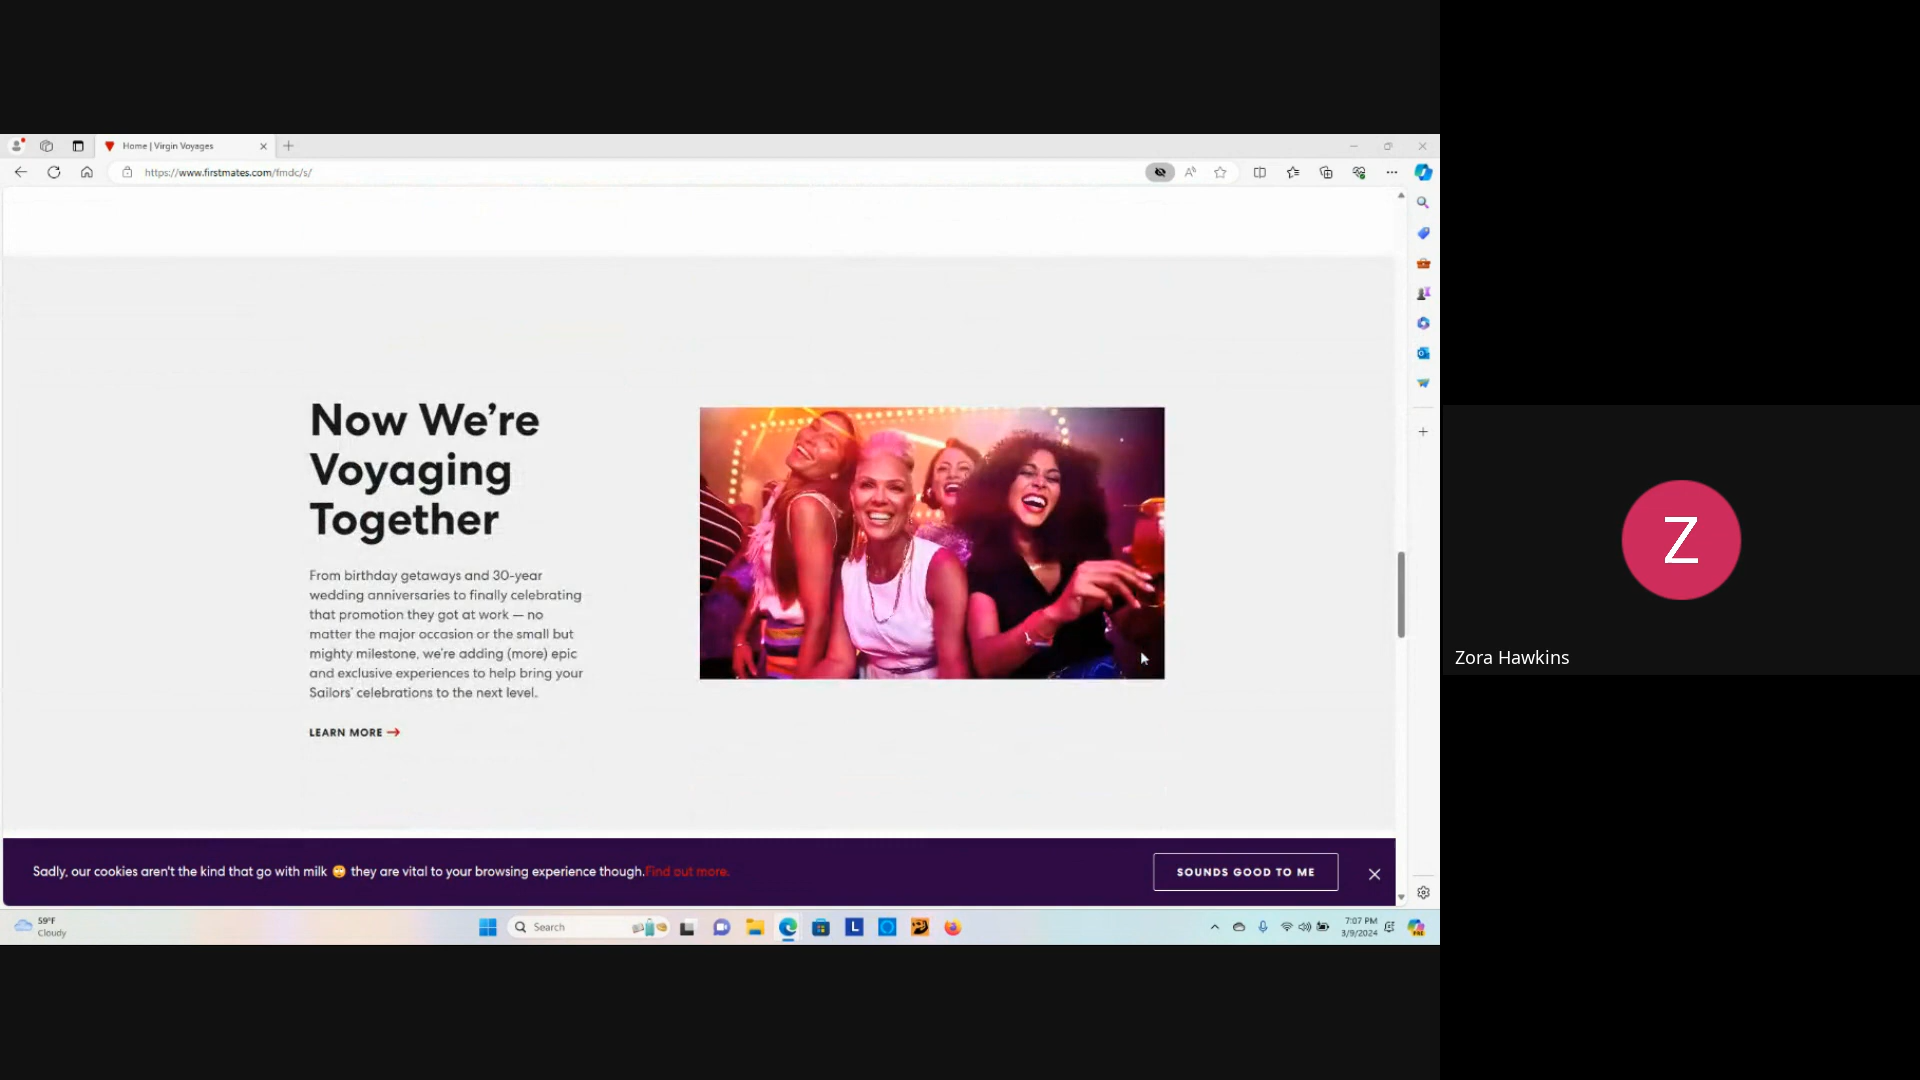 Home | Virgin Voyages
https://www.firstmates.com/fmdc/s/
Now We’re
Voyaging
Together
From birthday getaways and 30-year
wedding anniversaries to finally celebrating
that promotion they got at work — no
matter the major occasion or the small but
mighty milestone, we’re adding (more) epic
and exclusive experiences to help bring your
Sailors’ celebrations to the next level.
LEARN MORE →
Sadly, our cookies aren't the kind that go with milk 🙄 they are vital to your browsing experience though.Find out more.
SOUNDS GOOD TO ME
59°F
Cloudy
Search
L
7:07 PM
3/9/2024
Z
Zora Hawkins